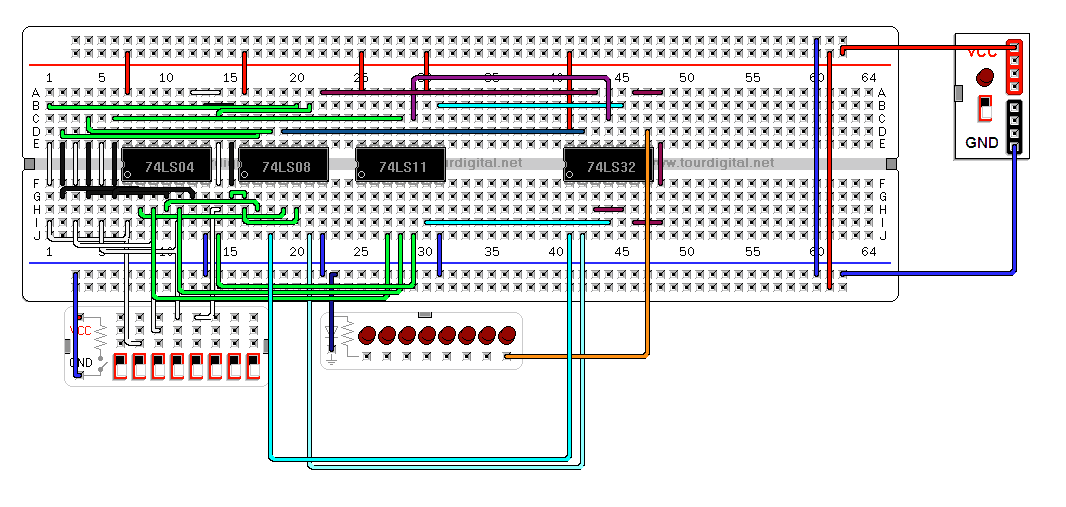 VCC
GND
1 5 10 15 20 25 30 35 40 45 50 55 60 64
A A
B B
C C
D D
E E
74LS04 74LS08 74LS11 74LS32
tourdigital.net www.tourdigital.net
F F
G G
H H
I I
J J
1 5 10 15 20 25 30 35 40 45 50 55 60 64
VCC
GND